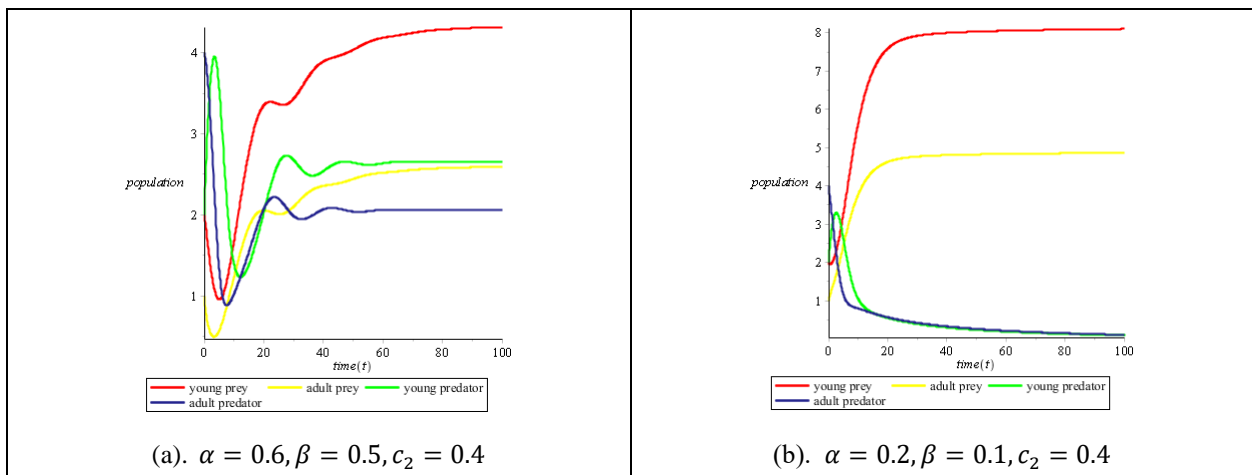 4
3
population
2
1
0 20 40 60 80 100
time(t)
young prey adult prey young predator
adult predator
(a). α = 0.6, β = 0.5, c₂ = 0.4
8
7
6
5
population
4
3
2
1
0 20 40 60 80 100
time(t)
young prey adult prey young predator
adult predator
(b). α = 0.2, β = 0.1, c₂ = 0.4